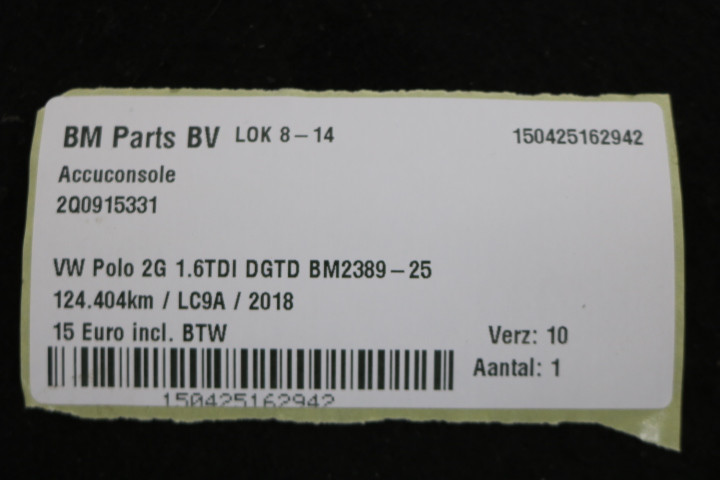 BM Parts BV LOK 8-14 150425162942
Accuconsole
2Q0915331
VW Polo 2G 1.6TDI DGTD BM2389-25
124.404km / LC9A / 2018
15 Euro incl. BTW Verz: 10
Aantal: 1
150425162942